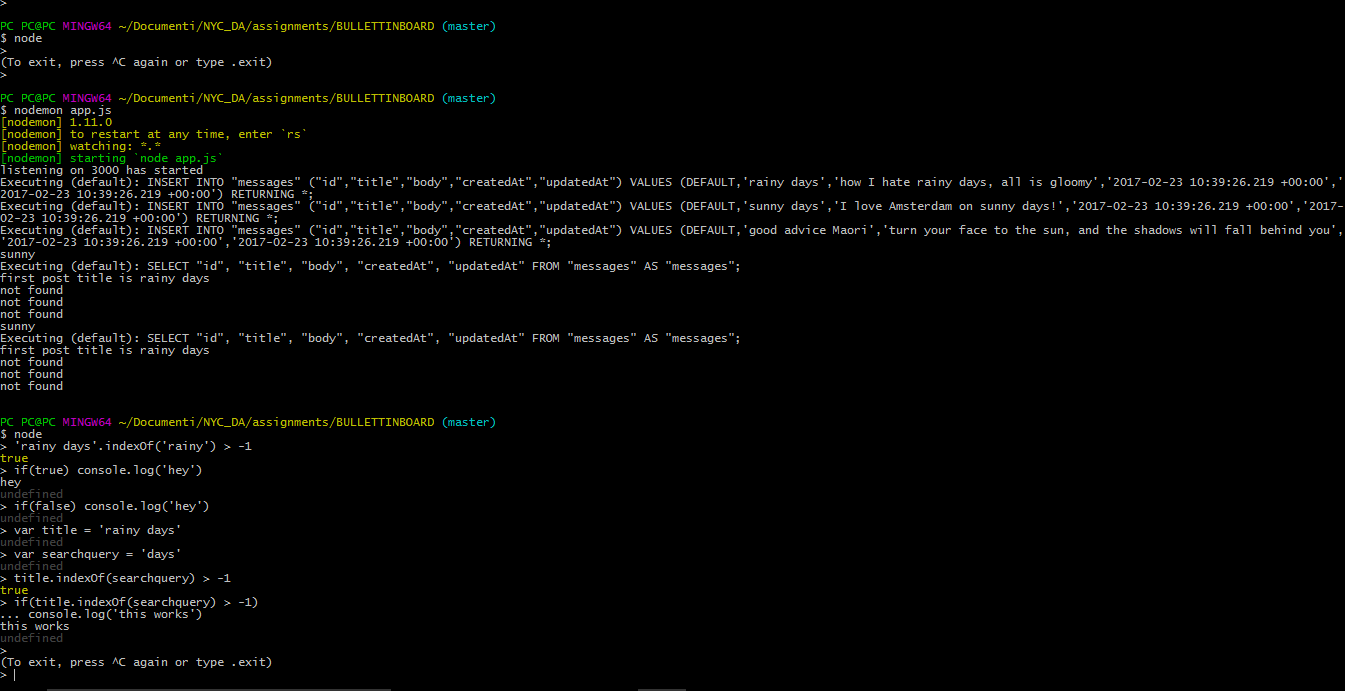 >
PC PC@PC MINGW64 ~/Documenti/NYC_DA/assignments/BULLETTINBOARD (master)
$ node
>
(To exit, press ^C again or type .exit)
>
PC PC@PC MINGW64 ~/Documenti/NYC_DA/assignments/BULLETTINBOARD (master)
$ nodemon app.js
[nodemon] 1.11.0
[nodemon] to restart at any time, enter `rs`
[nodemon] watching: *.*
[nodemon] starting `node app.js`
listening on 3000 has started
Executing (default): INSERT INTO "messages" ("id","title","body","createdAt","updatedAt") VALUES (DEFAULT,'rainy days','how I hate rainy days, all is gloomy','2017-02-23 10:39:26.219 +00:00','
2017-02-23 10:39:26.219 +00:00') RETURNING *;
Executing (default): INSERT INTO "messages" ("id","title","body","createdAt","updatedAt") VALUES (DEFAULT,'sunny days','I love Amsterdam on sunny days!','2017-02-23 10:39:26.219 +00:00','2017-
02-23 10:39:26.219 +00:00') RETURNING *;
Executing (default): INSERT INTO "messages" ("id","title","body","createdAt","updatedAt") VALUES (DEFAULT,'good advice Maori','turn your face to the sun, and the shadows will fall behind you',
'2017-02-23 10:39:26.219 +00:00','2017-02-23 10:39:26.219 +00:00') RETURNING *;
sunny
Executing (default): SELECT "id", "title", "body", "createdAt", "updatedAt" FROM "messages" AS "messages";
first post title is rainy days
not found
not found
not found
sunny
Executing (default): SELECT "id", "title", "body", "createdAt", "updatedAt" FROM "messages" AS "messages";
first post title is rainy days
not found
not found
not found
PC PC@PC MINGW64 ~/Documenti/NYC_DA/assignments/BULLETTINBOARD (master)
$ node
> 'rainy days'.indexOf('rainy') > -1
true
> if(true) console.log('hey')
hey
undefined
> if(false) console.log('hey')
undefined
> var title = 'rainy days'
undefined
> var searchquery = 'days'
undefined
> title.indexOf(searchquery) > -1
true
> if(title.indexOf(searchquery) > -1)
... console.log('this works')
this works
undefined
>
(To exit, press ^C again or type .exit)
>